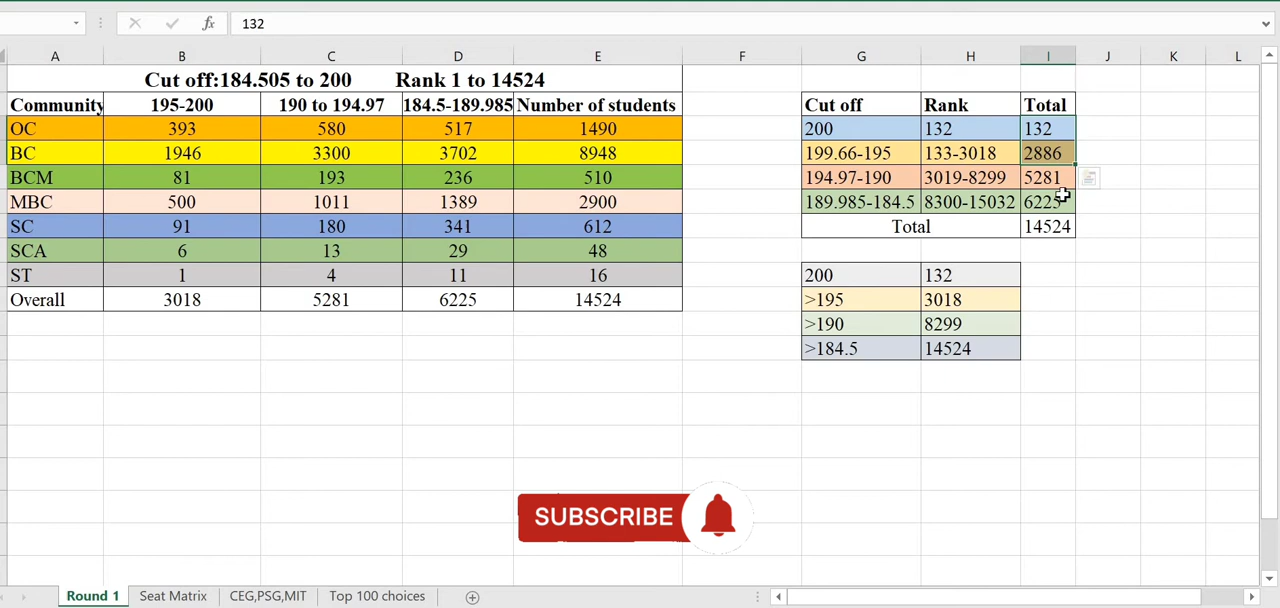 fx 132
A B C D E F G H I J K L
Cut off:184.505 to 200 Rank 1 to 14524
Community 195-200 190 to 194.97 184.5-189.985 Number of students
OC 393 580 517 1490
BC 1946 3300 3702 8948
BCM 81 193 236 510
MBC 500 1011 1389 2900
SC 91 180 341 612
SCA 6 13 29 48
ST 1 4 11 16
Overall 3018 5281 6225 14524
Cut off Rank Total
200 132 132
199.66-195 133-3018 2886
194.97-190 3019-8299 5281
189.985-184.5 8300-15032 6225
Total 14524
200 132
>195 3018
>190 8299
>184.5 14524
SUBSCRIBE
Round 1 Seat Matrix CEG,PSG,MIT Top 100 choices